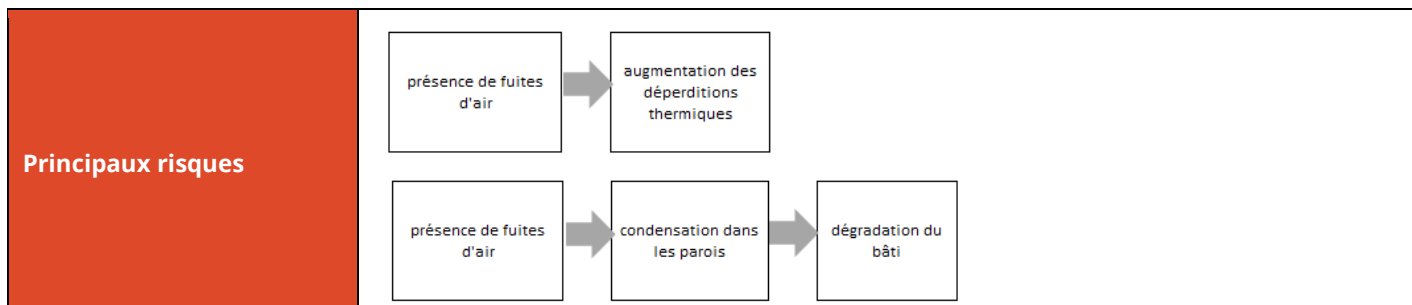 Principaux risques
présence de fuites
d'air
augmentation des
déperditions
thermiques
présence de fuites
d'air
condensation dans
les parois
dégradation du
bâti